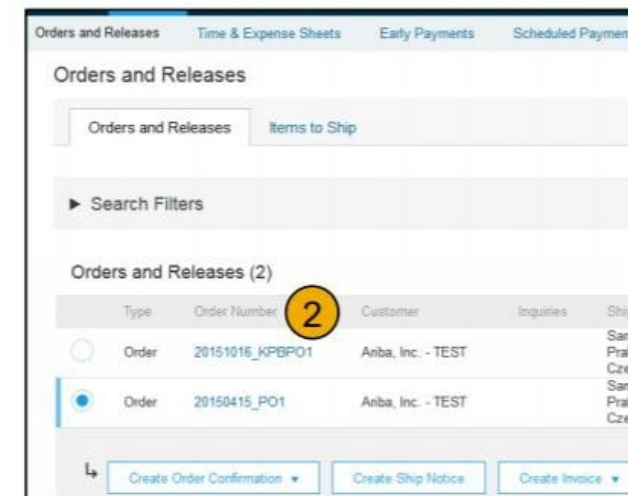 Orders and Releases Time & Expense Sheets Early Payments Scheduled
Orders and Releases
Orders and Releases Items to Ship
► Search Filters
Orders and Releases (2)
Type Order Number 2 Customer Inquiries
Order 20151016_KPBPO1 Ariba, Inc. - TEST
Order 20150415_PO1 Ariba, Inc. - TEST
Create Order Confirmation ▾ Create Ship Notice Create Invoice ▾